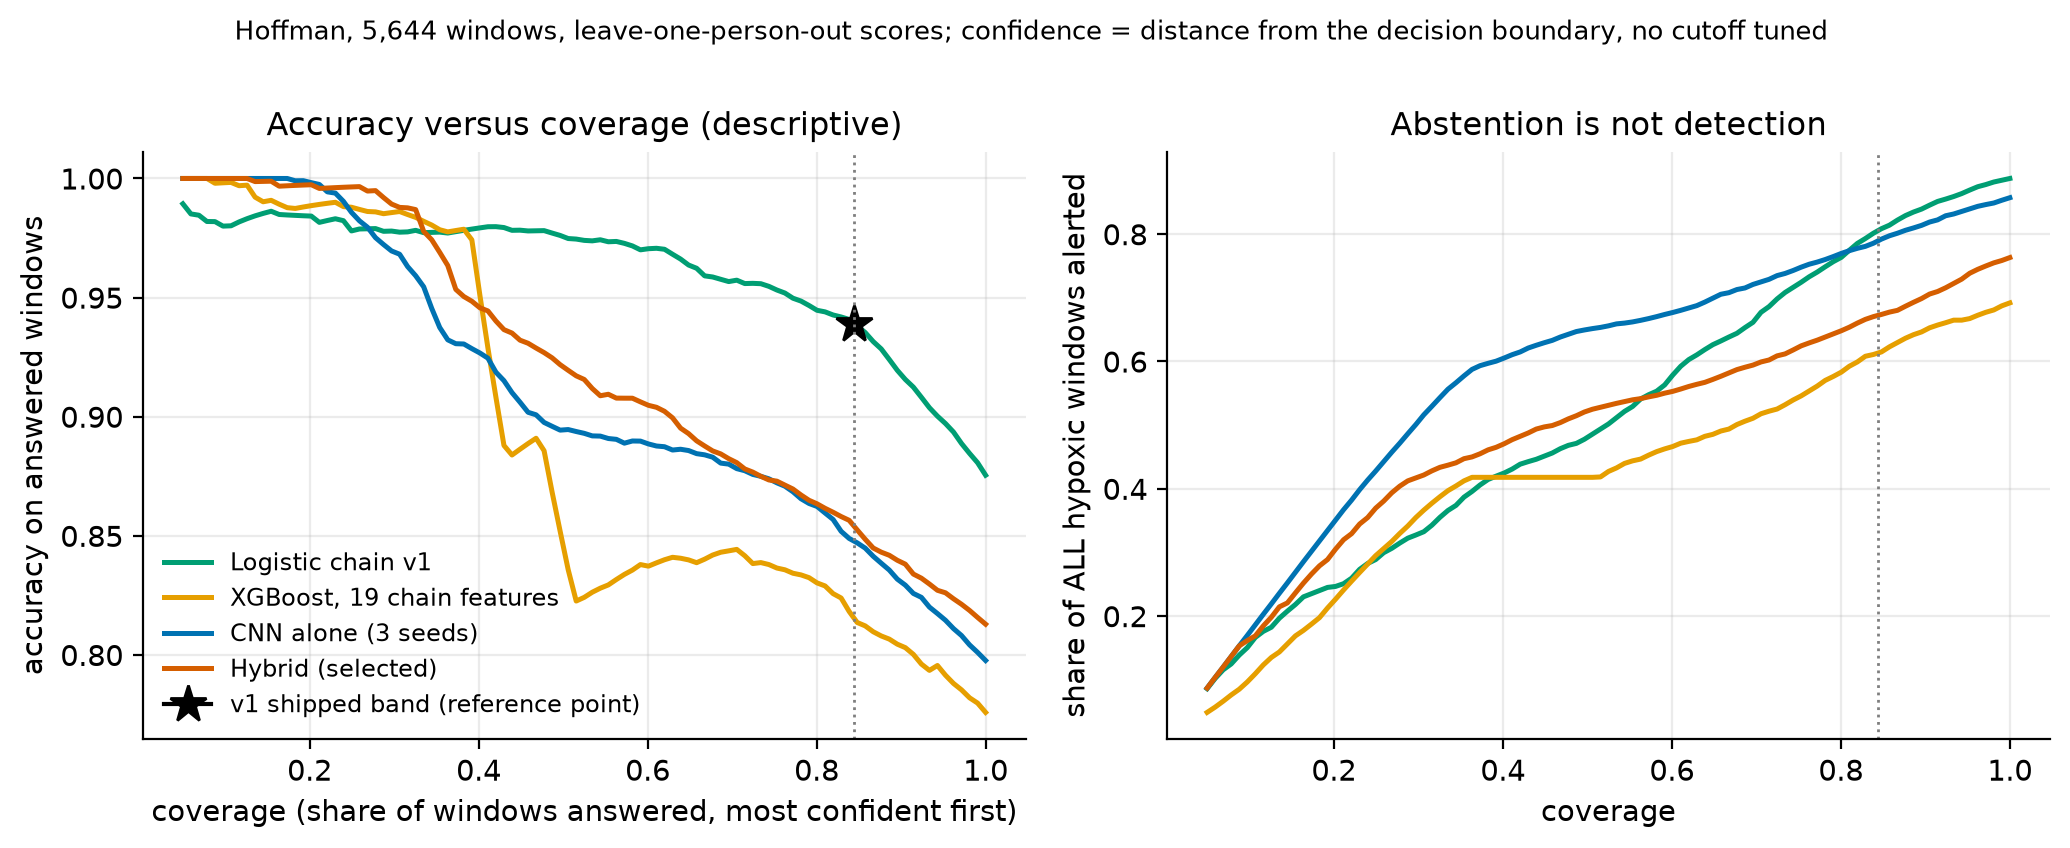 Hoffman, 5,644 windows, leave-one-person-out scores; confidence = distance from the decision boundary, no cutoff tuned
Accuracy versus coverage (descriptive)
accuracy on answered windows
1.00
0.95
0.90
0.85
0.80
Logistic chain v1
XGBoost, 19 chain features
CNN alone (3 seeds)
Hybrid (selected)
v1 shipped band (reference point)
0.2 0.4 0.6 0.8 1.0
coverage (share of windows answered, most confident first)
Abstention is not detection
share of ALL hypoxic windows alerted
0.8
0.6
0.4
0.2
0.2 0.4 0.6 0.8 1.0
coverage